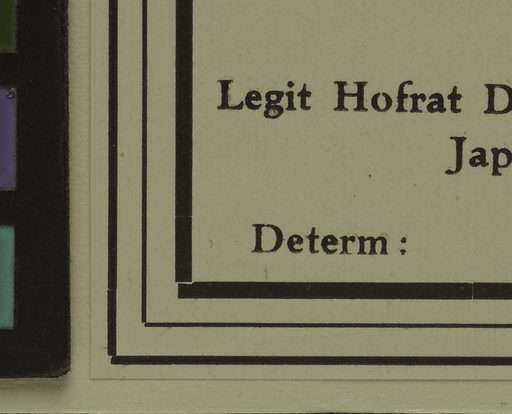 Legit Hofrat D
Jap
Determ: